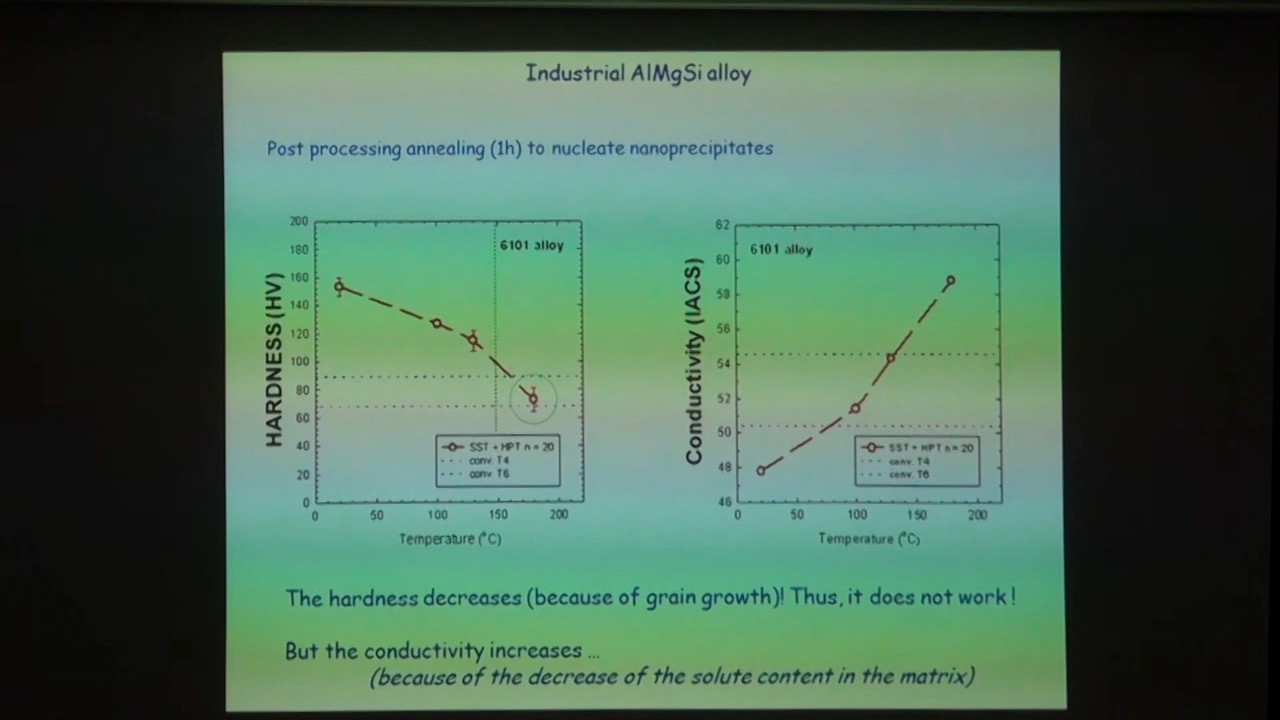 Industrial AlMgSi alloy
Post processing annealing (1h) to nucleate nanoprecipitates
200
180
160
140
120
100
80
60
40
20
0
HARDNESS (HV)
6101 alloy
SST + HPT n = 20
conv. T4
conv T6
0 50 100 150 200
Temperature (°C)
62
60
58
56
54
52
50
48
46
Conductivity (IACS)
6101 alloy
SST + HPT n = 20
conv. T4
conv. T6
0 50 100 150 200
Temperature (°C)
The hardness decreases (because of grain growth)! Thus, it does not work !
But the conductivity increases ...
(because of the decrease of the solute content in the matrix)